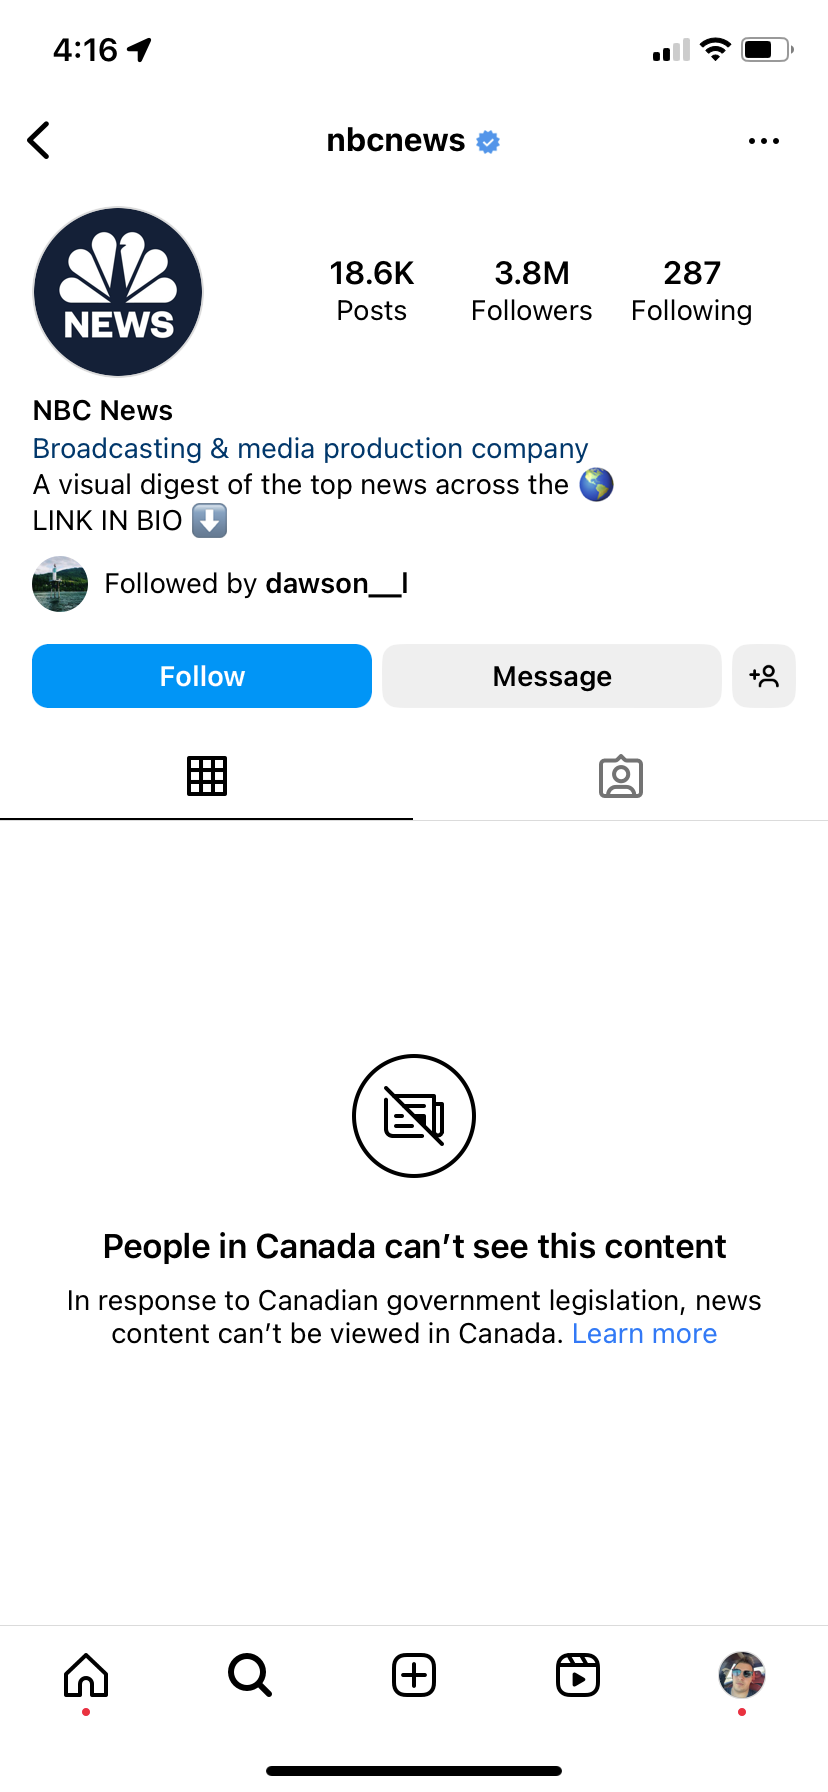 4:16
nbcnews
NEWS
18.6K 3.8M 287
Posts Followers Following
NBC News
Broadcasting & media production company
A visual digest of the top news across the 🌎
LINK IN BIO ⬇️
Followed by dawson__l
Follow Message
People in Canada can’t see this content
In response to Canadian government legislation, news
content can’t be viewed in Canada. Learn more